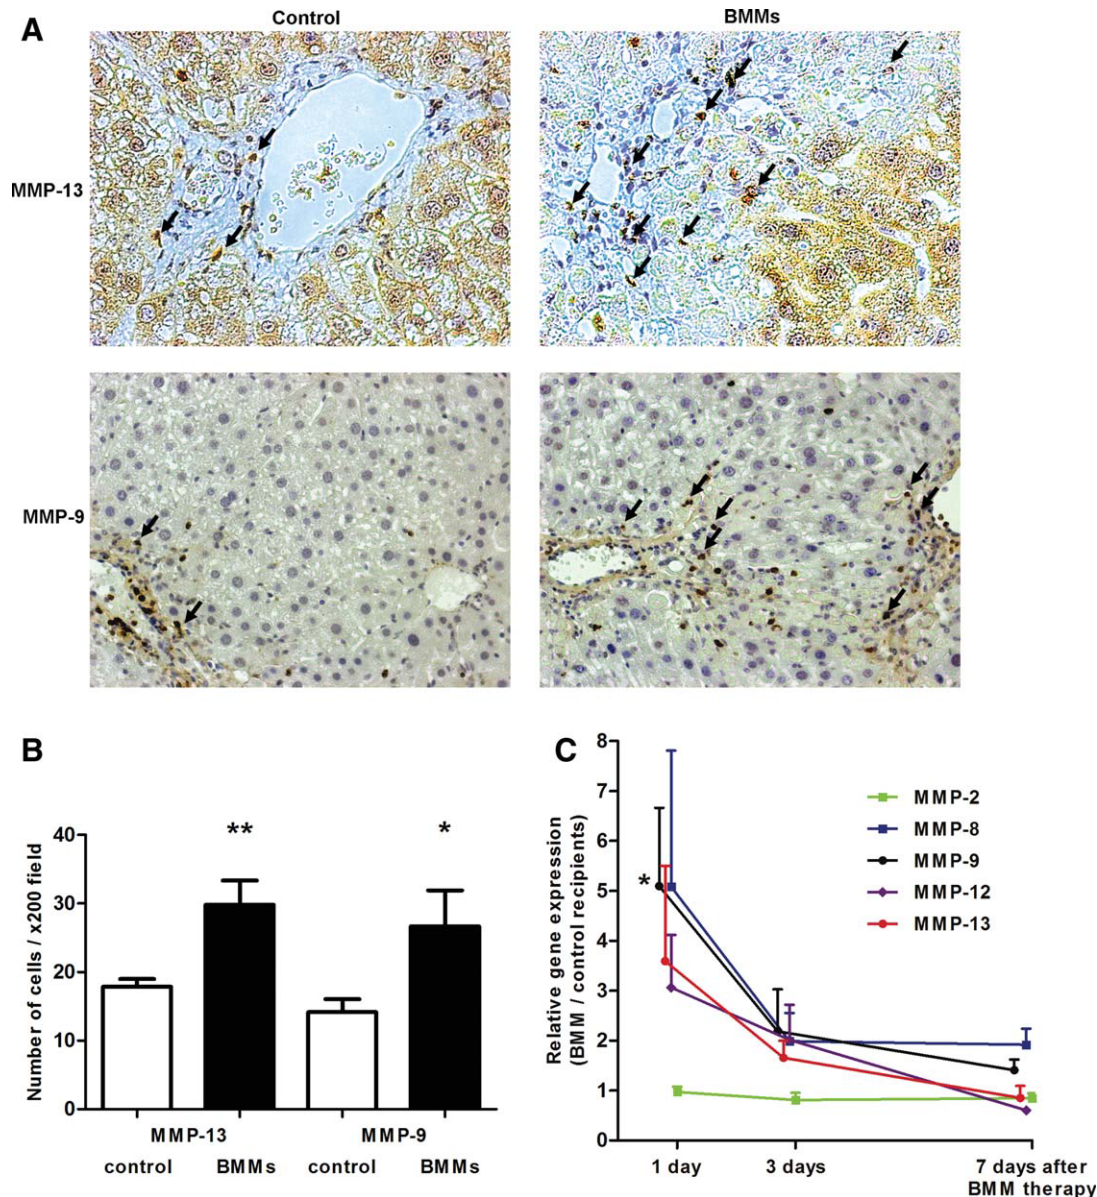 A
Control
BMMs
MMP-13
MMP-9
B
Number of cells / x200 field
40
30
20
10
0
**
*
MMP-13
MMP-9
control
BMMs
control
BMMs
C
Relative gene expression
(BMM / control recipients)
8
7
6
5
4
3
2
1
0
*
MMP-2
MMP-8
MMP-9
MMP-12
MMP-13
1 day
3 days
7 days after
BMM therapy